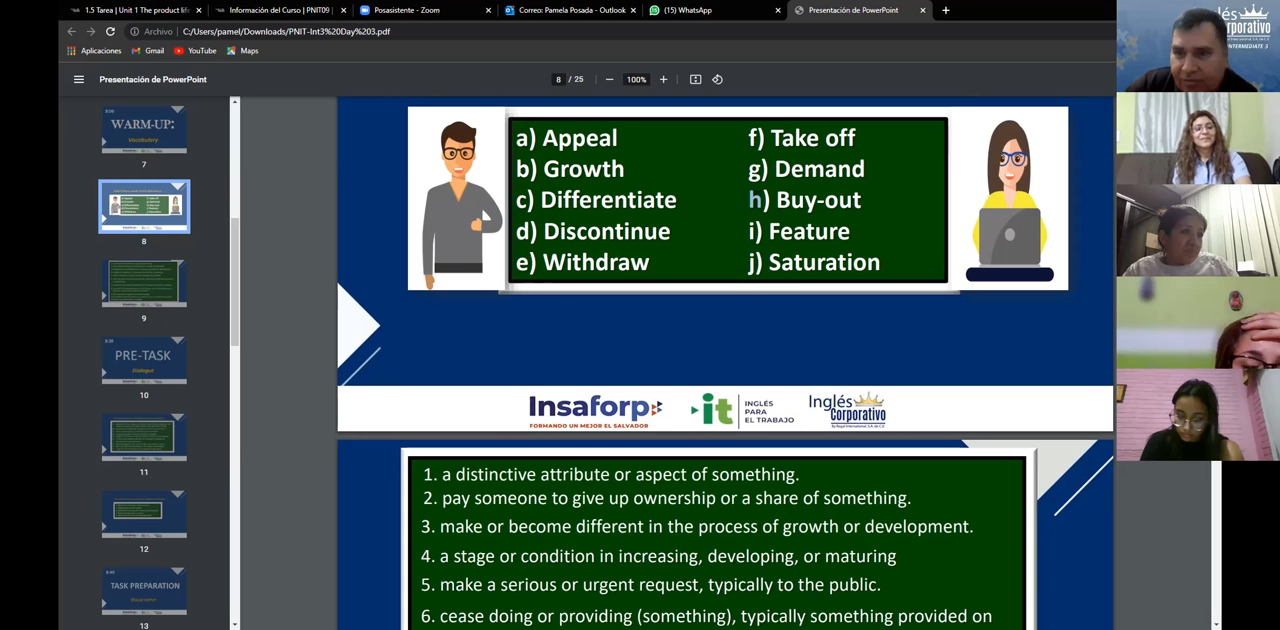 1.5 Tarea | Unit 1 The product life
Información del Curso | PNIT09
Posasistente - Zoom
Correo: Pamela Posada - Outlook
(15) WhatsApp
Presentación de PowerPoint
Archivo | C:/Users/pamel/Downloads/PNIT-Int3%20Day%203.pdf
Aplicaciones Gmail YouTube Maps
Presentación de PowerPoint
8 / 25
100%
WARM-UP:
Vocabulary
7
8
9
PRE-TASK
Dialogue
10
11
12
TASK PREPARATION
13
a) Appeal
b) Growth
c) Differentiate
d) Discontinue
e) Withdraw
f) Take off
g) Demand
h) Buy-out
i) Feature
j) Saturation
Insaforp
FORMANDO UN MEJOR EL SALVADOR
it
INGLÉS
PARA
EL TRABAJO
Inglés
Corporativo
1. a distinctive attribute or aspect of something.
2. pay someone to give up ownership or a share of something.
3. make or become different in the process of growth or development.
4. a stage or condition in increasing, developing, or maturing
5. make a serious or urgent request, typically to the public.
6. cease doing or providing (something), typically something provided on
INTERMEDIATE 3